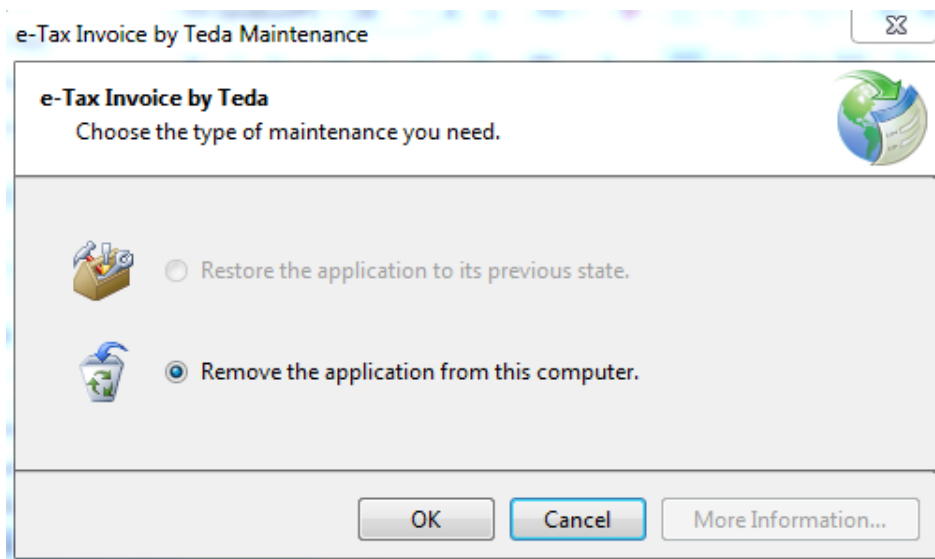 e-Tax Invoice by Teda Maintenance
e-Tax Invoice by Teda
Choose the type of maintenance you need.
Restore the application to its previous state.
Remove the application from this computer.
OK
Cancel
More Information...